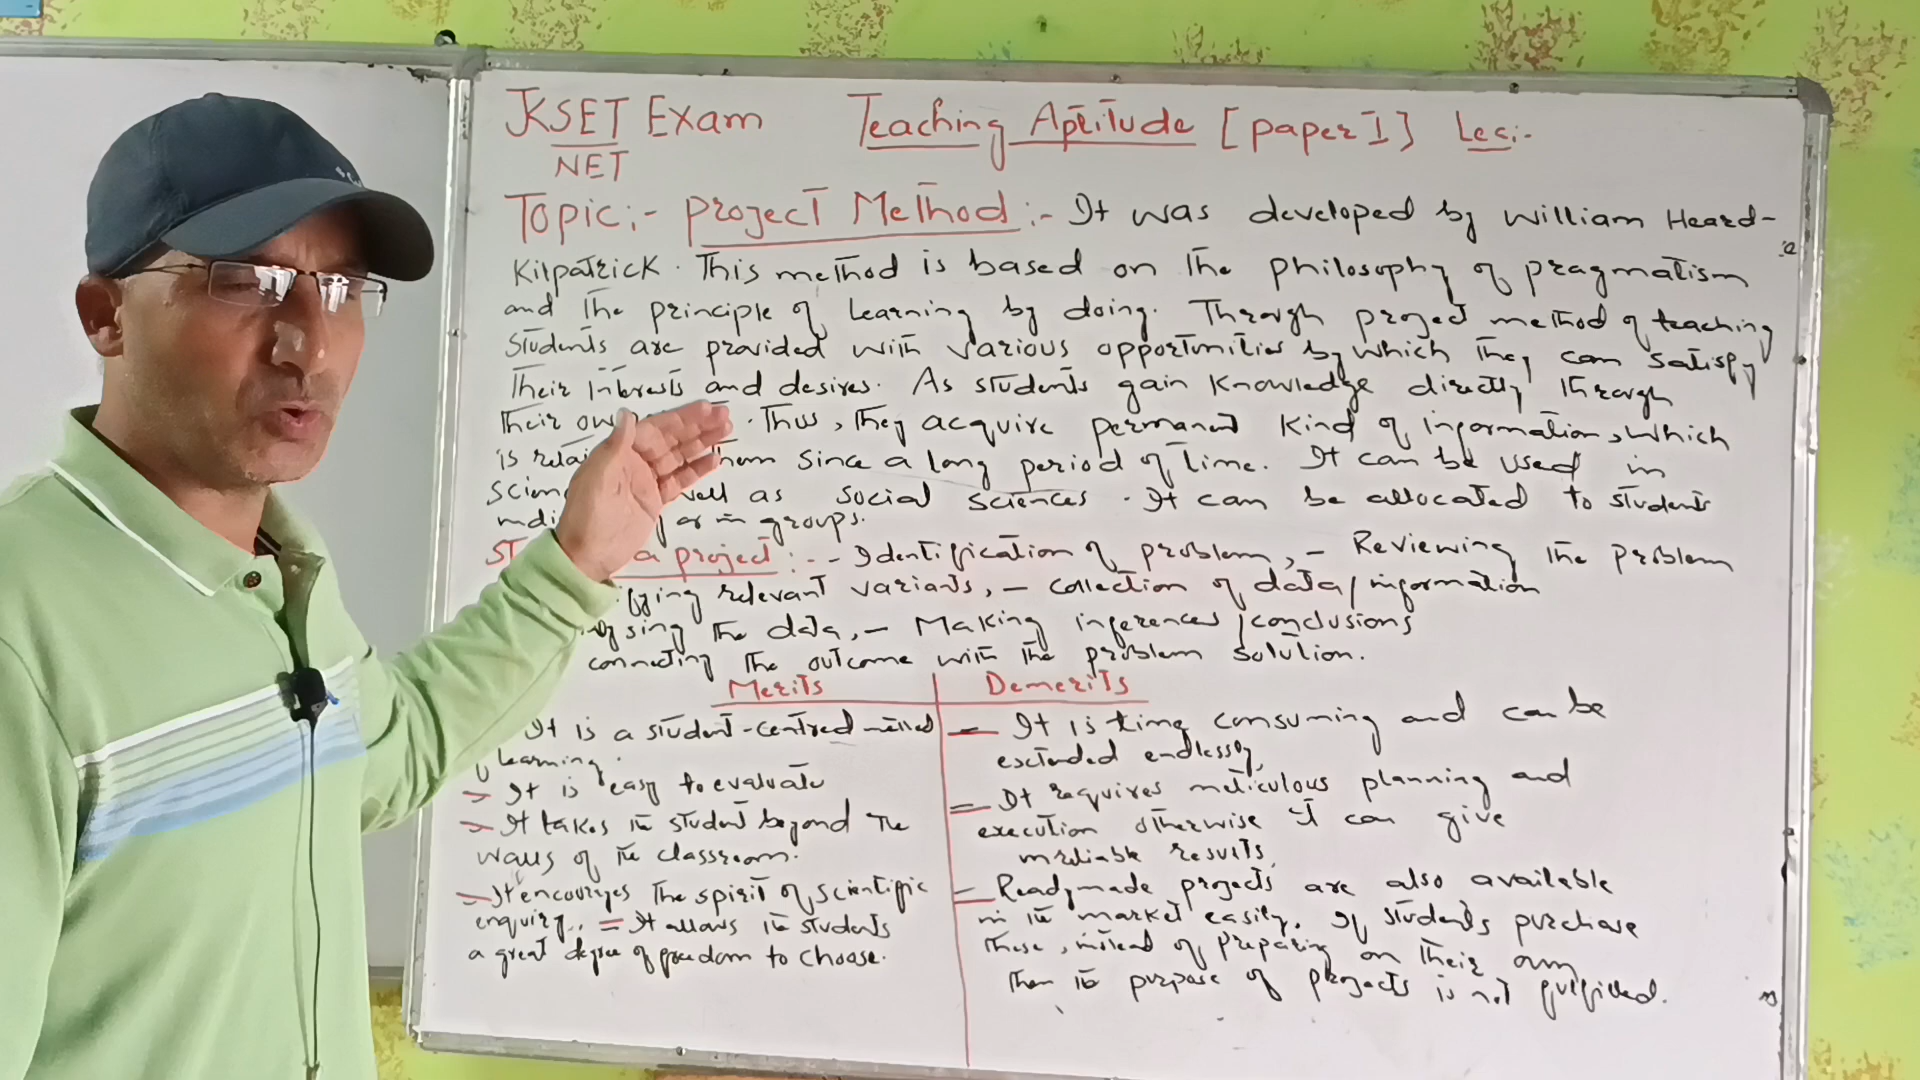 JKSET Exam Teaching Aptitude [paper I] Lec:-
NET
Topic:- Project Method:- It was developed by William Heard-
Kilpatrick. This method is based on the philosophy of pragmatism
and the principle of learning by doing. Through project method of teaching
students are provided with various opportunities by which they can satisfy
their interests and desires. As students gain knowledge directly through
their own . Thus, they acquire permanent kind of information, which
is them since a long period of time. It can be used in
well as social sciences. It can be allocated to students
or in groups.
a project:- - Identification of problem, - Reviewing the problem
relevant variants, - collection of data/information
the data, - Making inferences/conclusions
connecting the outcome with the problem solution.
Merits Demerits
It is a student-centred method
of learning.
- It is easy to evaluate
- It takes the student beyond the
walls of the classroom.
- It encourges the spirit of scientific
enquiry. = It allows the students
a great degree of freedom to choose.
- It is time consuming and can be
extended endlessly,
- It requires meticulous planning and
execution otherwise it can give
unreliable results,
- Readymade projects are also available
in the market easily. If students purchase
these, instead of preparing on their own
then the purpose of projects is not fulfilled.